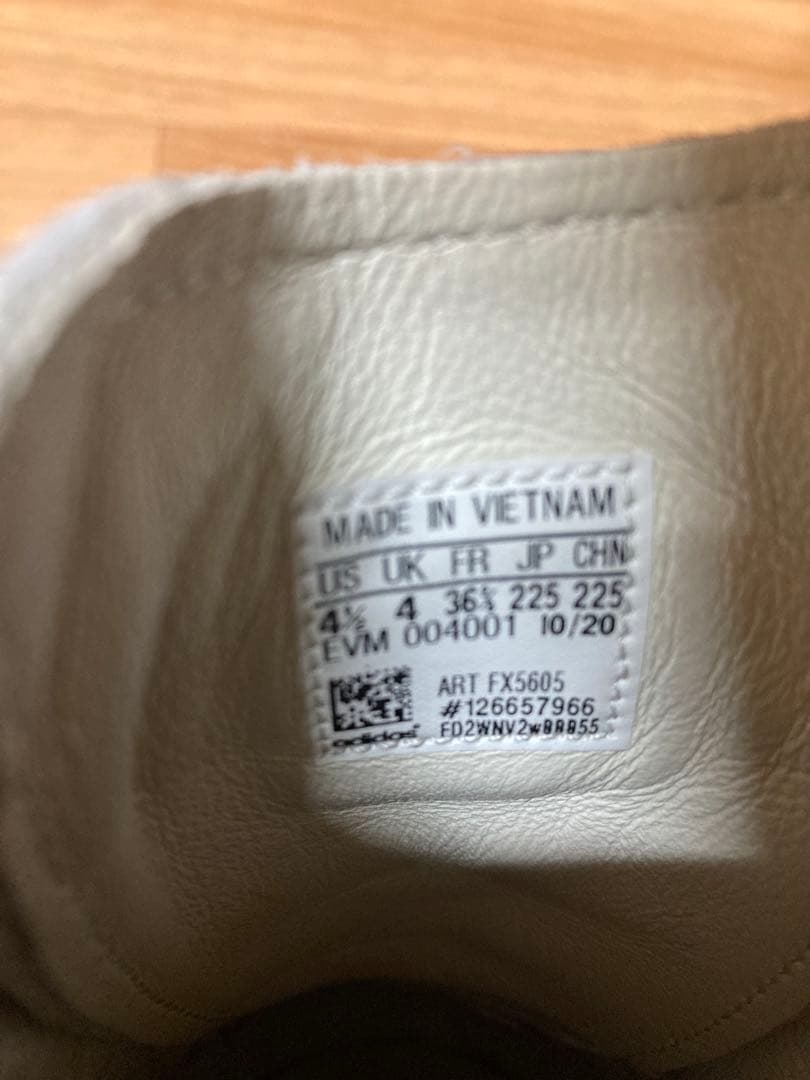 MADE IN VIETNAM
US UK FR JP CHN
4½ 4 36⅔ 225 225
EVM 004001 10/20
ART FX5605
#126657966
adidas